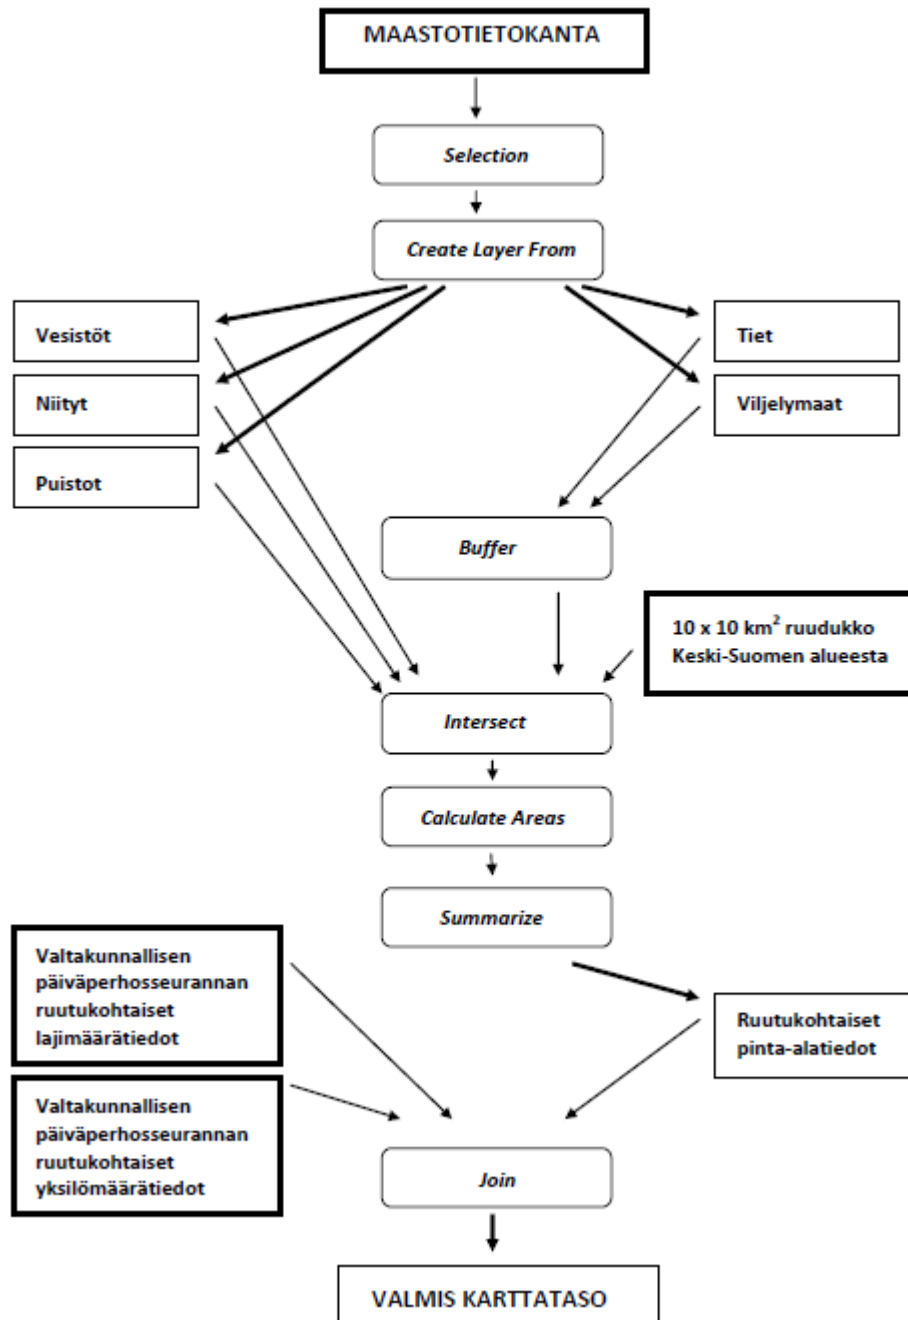 MAASTOTIETOKANTA
Selection
Create Layer From
Vesistöt
Niityt
Puistot
Tiet
Viljelymaat
Buffer
10 x 10 km² ruudukko
Keski-Suomen alueesta
Intersect
Calculate Areas
Summarize
Valtakunnallisen
päiväperhosseurannan
ruutukohtaiset
lajimäärätiedot
Ruutukohtaiset
pinta-alatiedot
Valtakunnallisen
päiväperhosseurannan
ruutukohtaiset
yksilömäärätiedot
Join
VALMIS KARTTATASO